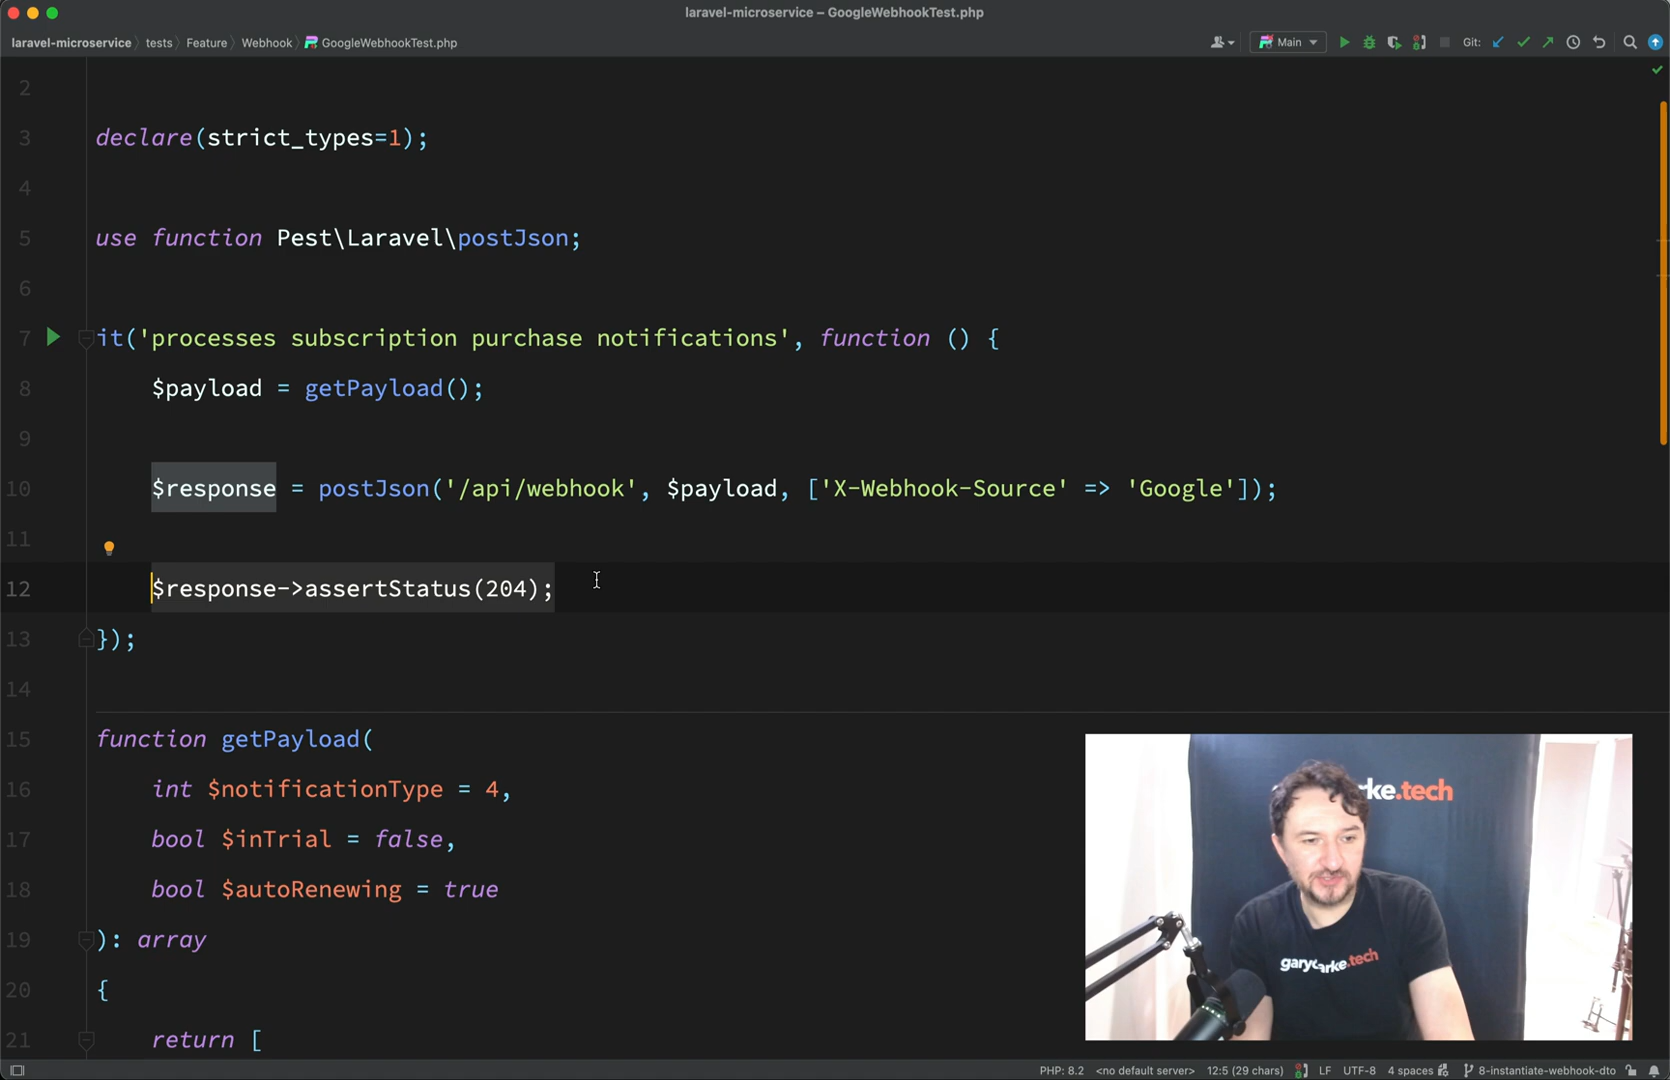 laravel-microservice – GoogleWebhookTest.php
laravel-microservice tests Feature Webhook GoogleWebhookTest.php Main Git:
2
3 declare(strict_types=1);
4
5 use function Pest\Laravel\postJson;
6
7 it('processes subscription purchase notifications', function () {
8 $payload = getPayload();
9
10 $response = postJson('/api/webhook', $payload, ['X-Webhook-Source' => 'Google']);
11
12 $response->assertStatus(204);
13 });
14
15 function getPayload(
16 int $notificationType = 4,
17 bool $inTrial = false,
18 bool $autoRenewing = true
19 ): array
20 {
21 return [
rke.tech
garyclarke.tech
PHP: 8.2 <no default server> 12:5 (29 chars) LF UTF-8 4 spaces 8-instantiate-webhook-dto